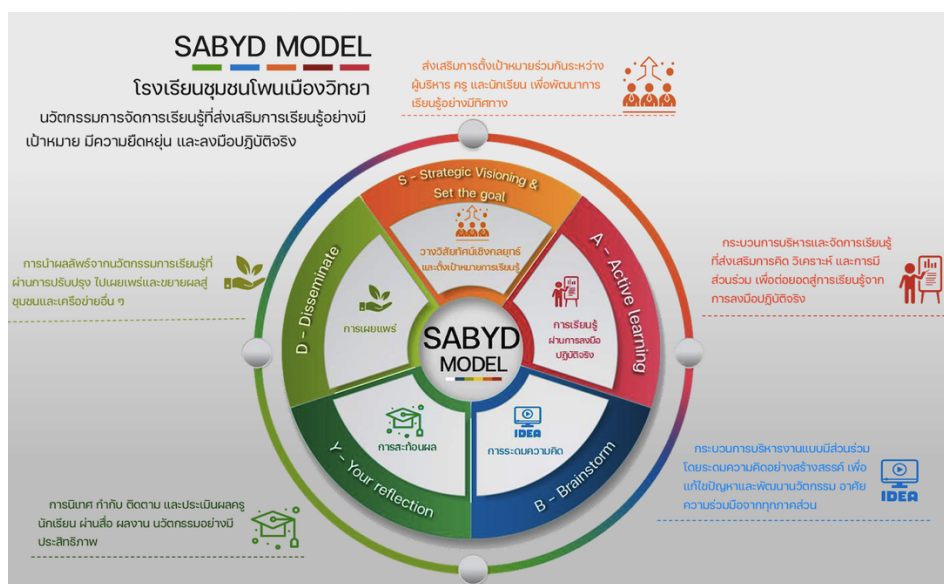 SABYD MODEL
โรงเรียนชุมชนโพนเมืองวิทยา
นวัตกรรมการจัดการเรียนรู้ที่ส่งเสริมการเรียนรู้อย่างมี
เป้าหมาย มีความยืดหยุ่น และลงมือปฏิบัติจริง
ส่งเสริมการตั้งเป้าหมายร่วมกันระหว่าง
ผู้บริหาร ครู และนักเรียน เพื่อพัฒนาการ
เรียนรู้อย่างมีทิศทาง
S - Strategic Visioning &
Set the goal
วางวิสัยทัศน์เชิงกลยุทธ์
และตั้งเป้าหมายการเรียนรู้
A - Active learning
การเรียนรู้
ผ่านการลงมือ
ปฏิบัติจริง
กระบวนการบริหารและจัดการเรียนรู้
ที่ส่งเสริมการคิด วิเคราะห์ และการมี
ส่วนร่วม เพื่อต่อยอดสู่การเรียนรู้จาก
การลงมือปฏิบัติจริง
การนำผลลัพธ์จากนวัตกรรมการเรียนรู้ที่
ผ่านการปรับปรุง ไปเผยแพร่และขยายผลสู่
ชุมชนและเครือข่ายอื่น ๆ
D - Disseminate
การเผยแพร่
SABYD
MODEL
การสะท้อนผล
Y - Your reflection
IDEA
การระดมความคิด
B - Brainstorm
กระบวนการบริหารงานแบบมีส่วนร่วม
โดยระดมความคิดอย่างสร้างสรรค์ เพื่อ
แก้ไขปัญหาและพัฒนานวัตกรรม อาศัย
ความร่วมมือจากทุกภาคส่วน
IDEA
การนิเทศ กำกับ ติดตาม และประเมินผลครู
นักเรียน ผ่านสื่อ ผลงาน นวัตกรรมอย่างมี
ประสิทธิภาพ